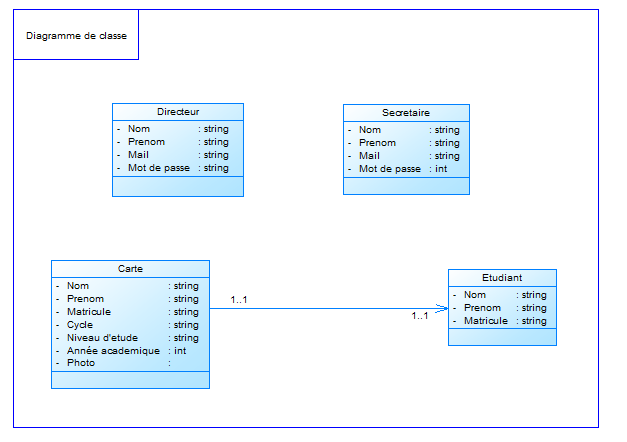 Diagramme de classe
Directeur
- Nom : string
- Prenom : string
- Mail : string
- Mot de passe : string
Secretaire
- Nom : string
- Prenom : string
- Mail : string
- Mot de passe : int
Carte
- Nom : string
- Prenom : string
- Matricule : string
- Cycle : string
- Niveau d'etude : string
- Année academique : int
- Photo :
1..1
1..1
Etudiant
- Nom : string
- Prenom : string
- Matricule : string